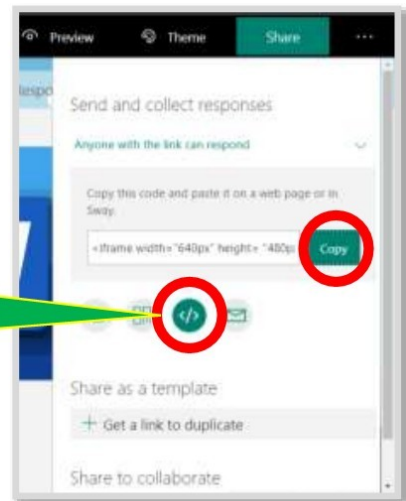 Preview Theme Share ...
Respo
Send and collect responses
Anyone with the link can respond
Copy this code and paste it on a web page or in
Sway.
<iframe width="640px" height= "480p Copy
</>
Share as a template
+ Get a link to duplicate
Share to collaborate